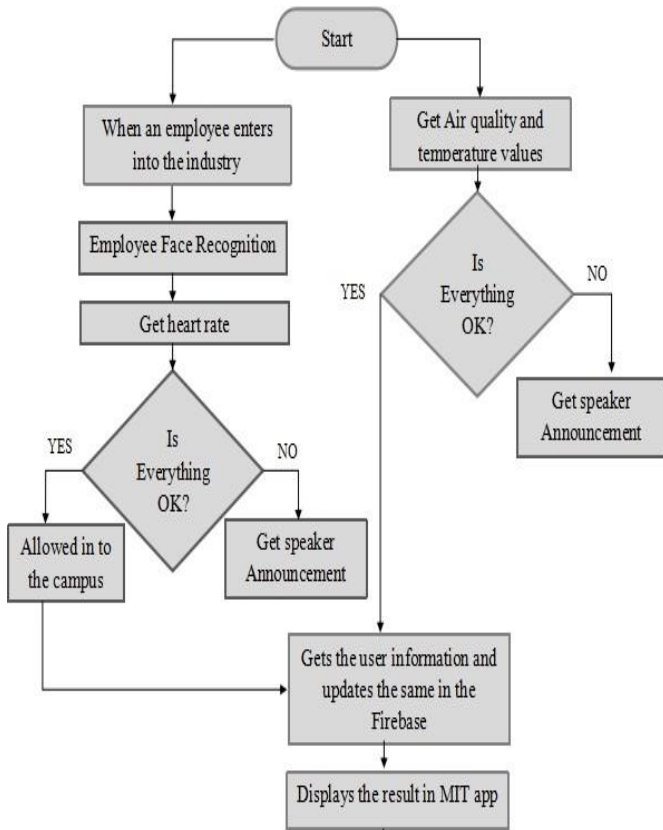 Start
When an employee enters
into the industry
Get Air quality and
temperature values
Employee Face Recognition
Get heart rate
Is
Everything
OK?
YES
NO
Get speaker
Announcement
Is
Everything
OK?
YES
NO
Allowed in to
the campus
Get speaker
Announcement
Gets the user information and
updates the same in the
Firebase
Displays the result in MIT app